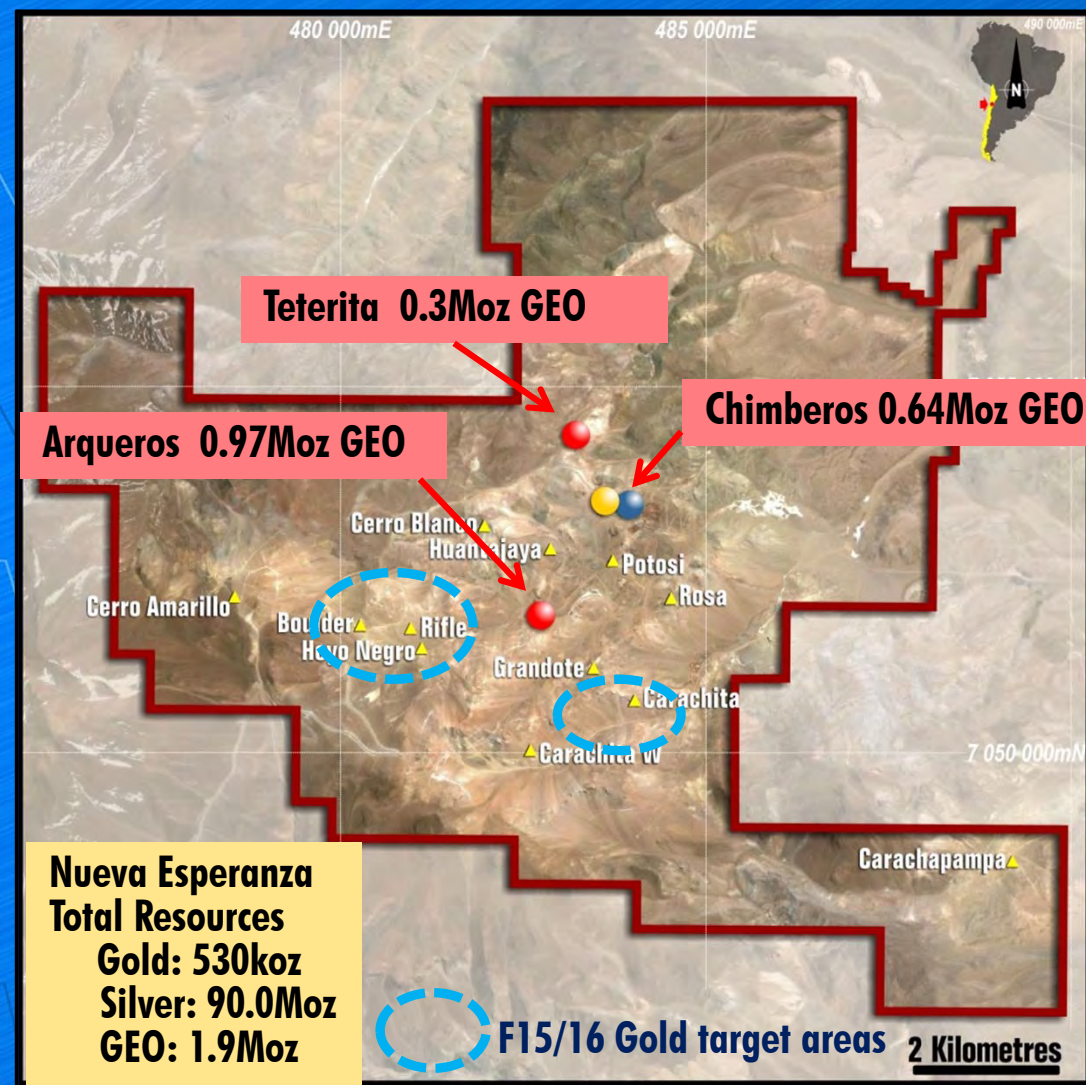 480 000mE
485 000mE
490 000mE
N
Teterita 0.3Moz GEO
Chimberos 0.64Moz GEO
Arqueros 0.97Moz GEO
Cerro Blanco
Huantajaya
Potosi
Rosa
Cerro Amarillo
Boulder
Rifle
Hoyo Negro
Grandote
Carachita
Carachita W
7 050 000mN
Carachapampa
Nueva Esperanza
Total Resources
Gold: 530koz
Silver: 90.0Moz
GEO: 1.9Moz
F15/16 Gold target areas
2 Kilometres